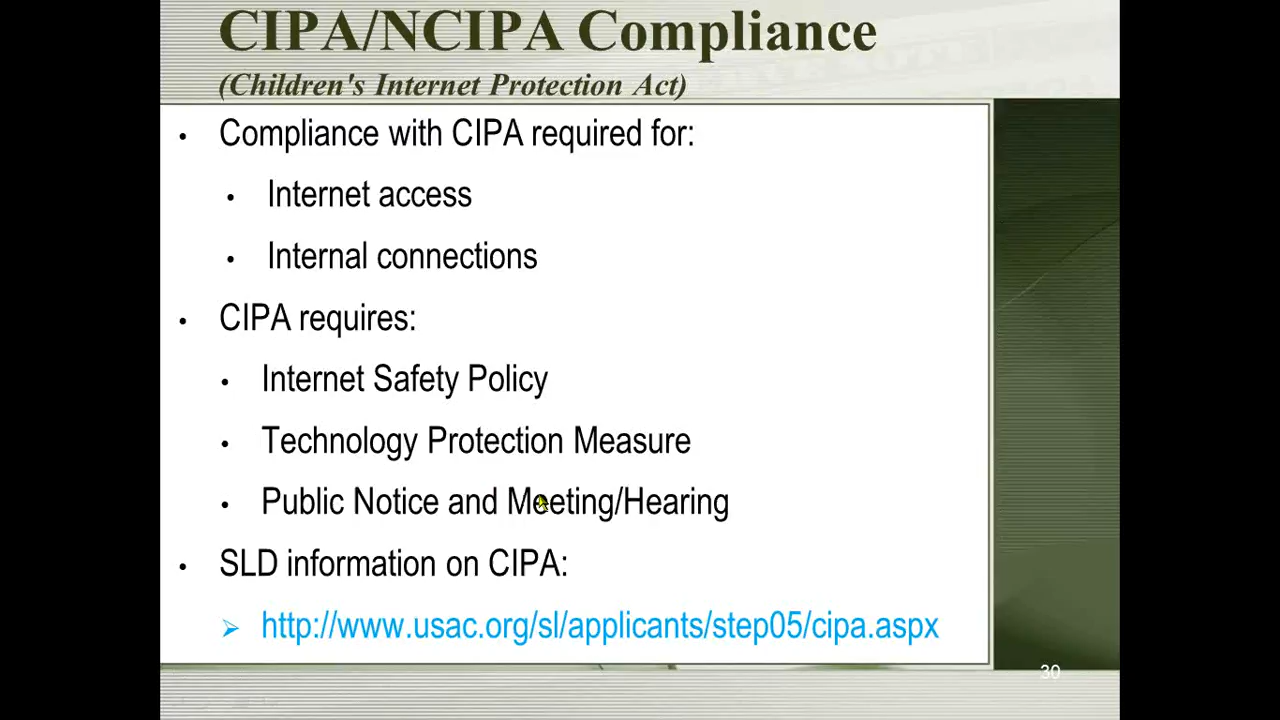 CIPA/NCIPA Compliance
(Children's Internet Protection Act)
• Compliance with CIPA required for:
• Internet access
• Internal connections
• CIPA requires:
• Internet Safety Policy
• Technology Protection Measure
• Public Notice and Meeting/Hearing
• SLD information on CIPA:
➢ http://www.usac.org/sl/applicants/step05/cipa.aspx
30